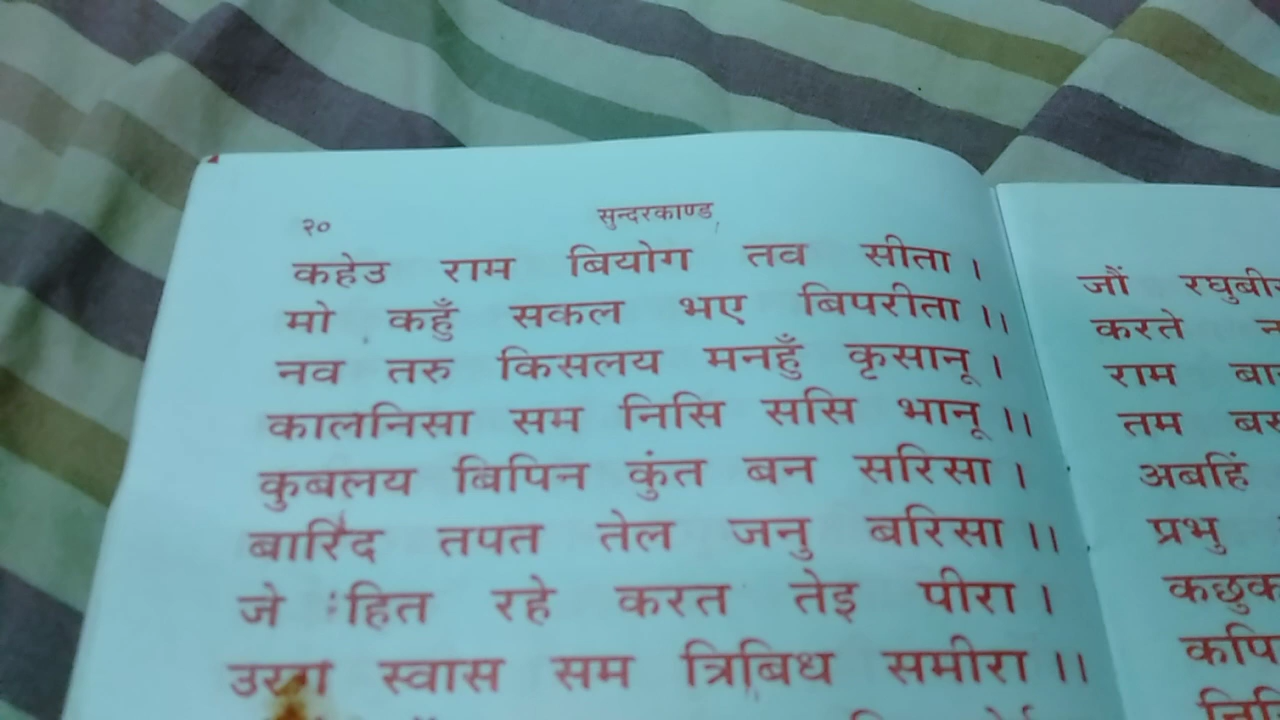 २० सुन्दरकाण्ड
कहेउ राम बियोग तव सीता ।
मो कहुँ सकल भए बिपरीता ।।
नव तरु किसलय मनहुँ कृसानू ।
कालनिसा सम निसि ससि भानू ।।
कुबलय बिपिन कुंत बन सरिसा ।
बारिद तपत तेल जनु बरिसा ।।
जे हित रहे करत तेइ पीरा ।
उरग स्वास सम त्रिबिध समीरा ।।
जौं
करते
राम
तम
अबहिं
प्रभु